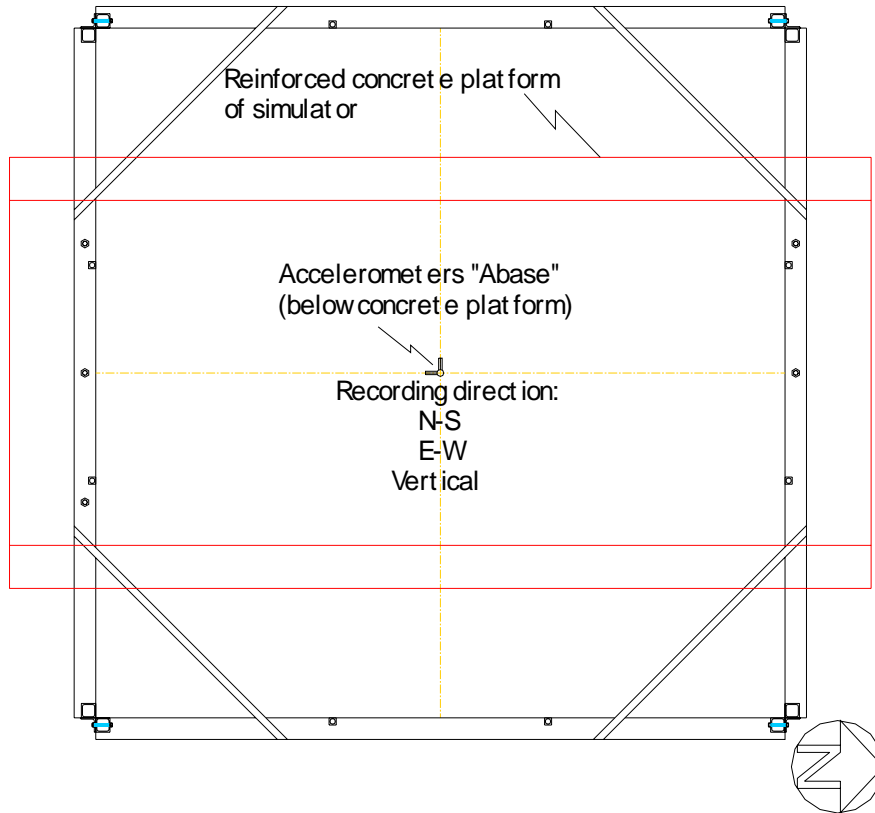 Reinforced concrete platform
of simulator
Accelerometers "Abase"
(below concrete platform)
Recording direction:
N-S
E-W
Vertical
N